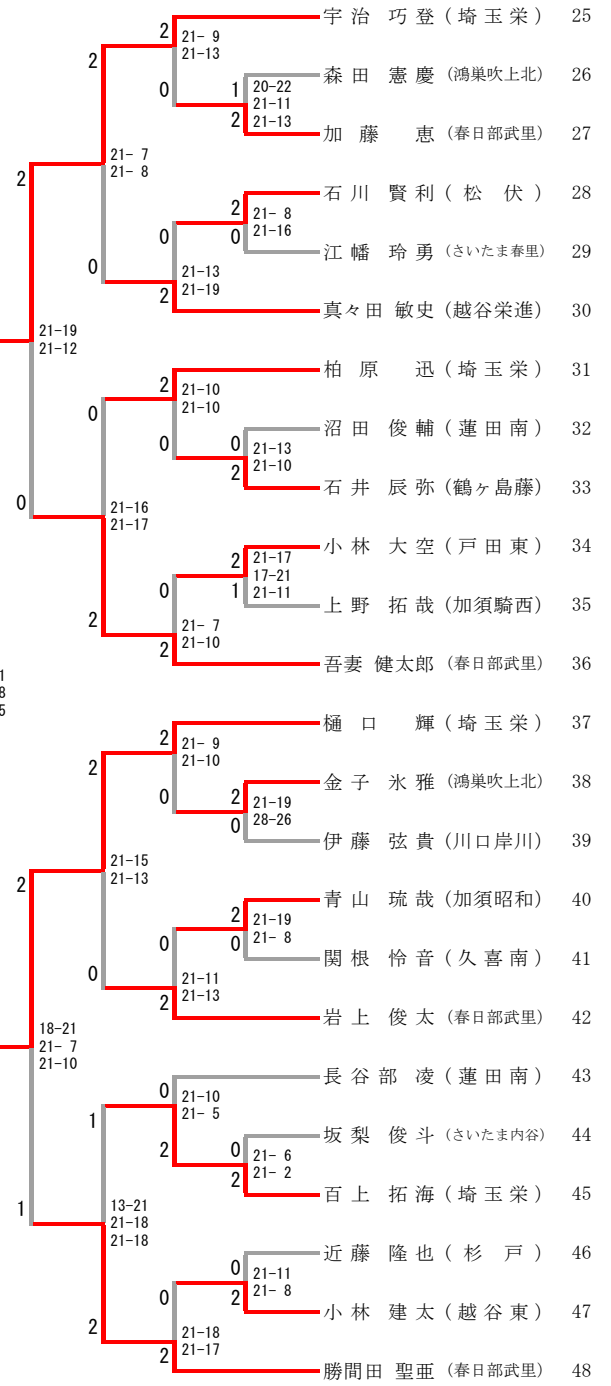 宇治 巧登 (埼玉栄) 25
2 21- 9
21-13
2
0
森田 憲慶 (鴻巣吹上北) 26
1 20-22
21-11
2 21-13
加藤 恵 (春日部武里) 27
21- 7
21- 8
2
石川 賢利 (松伏) 28
2 21- 8
0 0 21-16
江幡 玲勇 (さいたま春里) 29
0 21-13
2 21-19
真々田 敏史 (越谷栄進) 30
21-19
21-12
柏原 迅 (埼玉栄) 31
2 21-10
21-10
0
沼田 俊輔 (蓮田南) 32
0 0 21-13
2 21-10
石井 辰弥 (鶴ヶ島藤) 33
0 21-16
21-17
小林 大空 (戸田東) 34
2 21-17
17-21
0 1 21-11
上野 拓哉 (加須騎西) 35
2 21- 7
2 21-10
吾妻 健太郎 (春日部武里) 36
1
8
5
樋口 輝 (埼玉栄) 37
2 21- 9
21-10
2
金子 氷雅 (鴻巣吹上北) 38
0 2 21-19
0 28-26
伊藤 弦貴 (川口岸川) 39
21-15
21-13
2
青山 琉哉 (加須昭和) 40
2 21-19
0 0 21- 8
関根 怜音 (久喜南) 41
0 21-11
2 21-13
岩上 俊太 (春日部武里) 42
18-21
21- 7
21-10
長谷部 凌 (蓮田南) 43
0 21-10
21- 5
1
坂梨 俊斗 (さいたま内谷) 44
2 0 21- 6
2 21- 2
百上 拓海 (埼玉栄) 45
1 13-21
21-18
21-18
近藤 隆也 (杉戸) 46
0 21-11
0 2 21- 8
小林 建太 (越谷東) 47
2 21-18
2 21-17
勝間田 聖亜 (春日部武里) 48